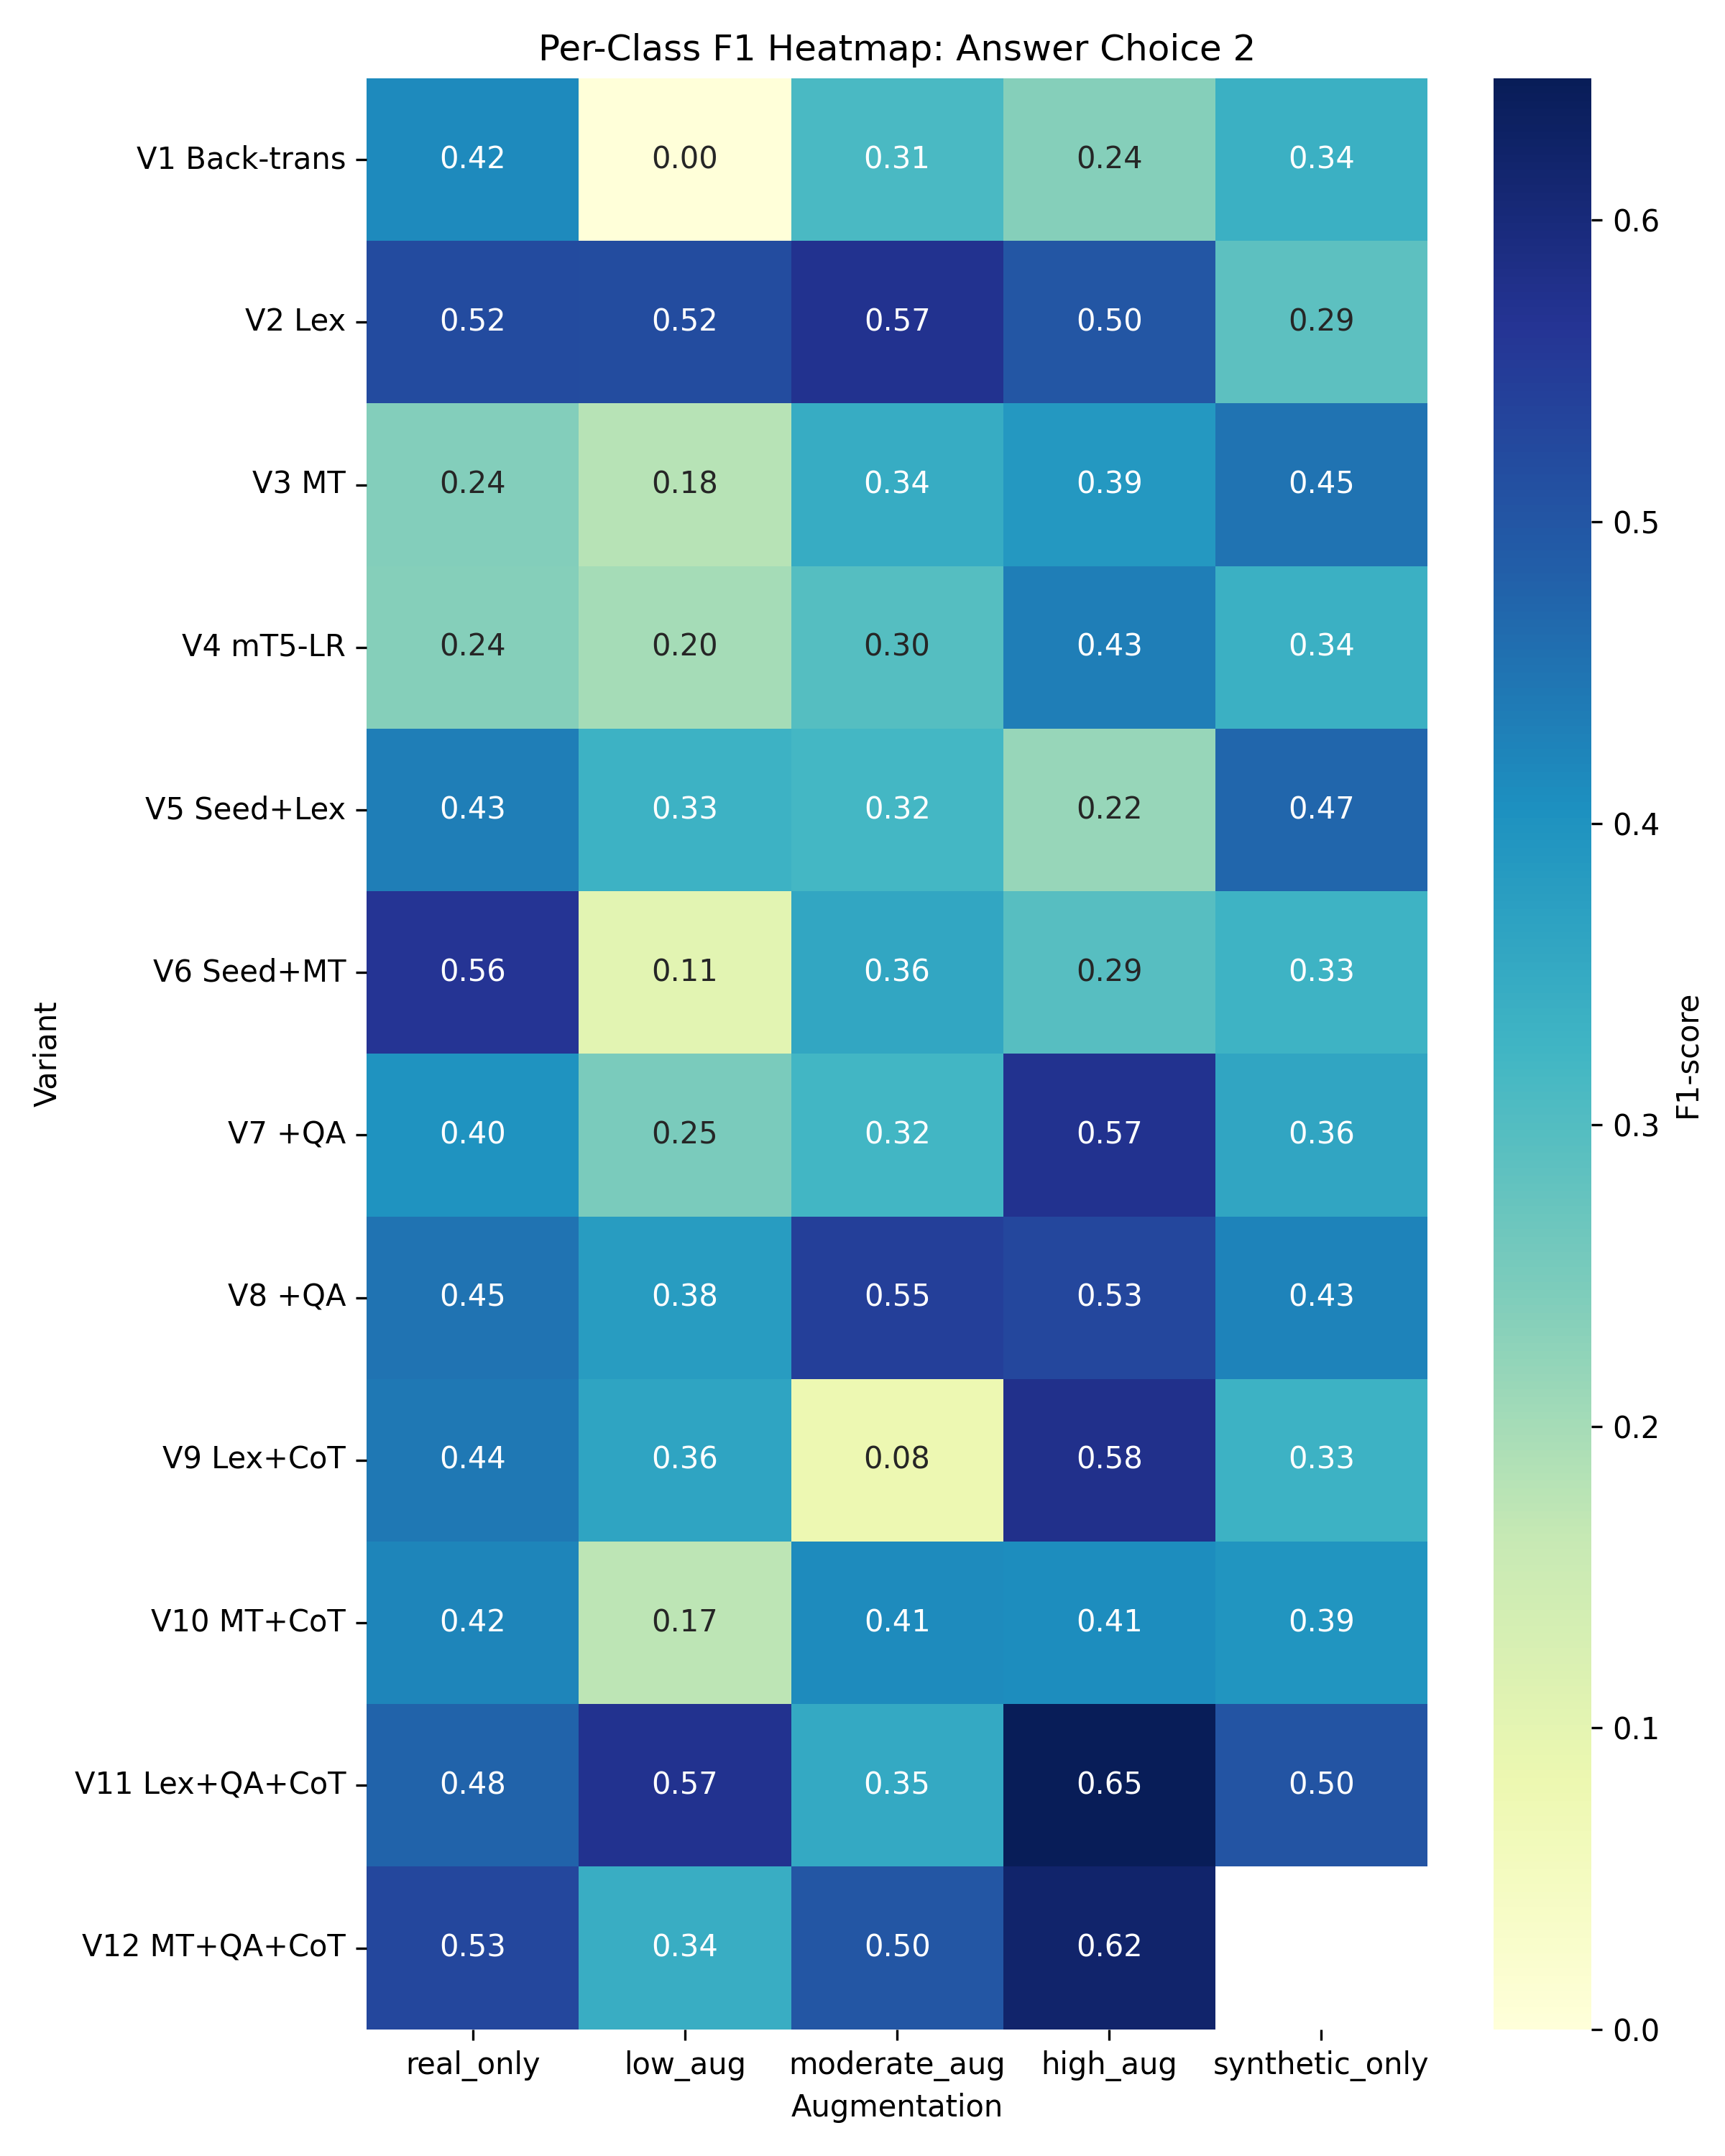 Per-Class F1 Heatmap: Answer Choice 2
V1 Back-trans 0.42 0.00 0.31 0.24 0.34
V2 Lex 0.52 0.52 0.57 0.50 0.29
V3 MT 0.24 0.18 0.34 0.39 0.45
V4 mT5-LR 0.24 0.20 0.30 0.43 0.34
V5 Seed+Lex 0.43 0.33 0.32 0.22 0.47
V6 Seed+MT 0.56 0.11 0.36 0.29 0.33
V7 +QA 0.40 0.25 0.32 0.57 0.36
V8 +QA 0.45 0.38 0.55 0.53 0.43
V9 Lex+CoT 0.44 0.36 0.08 0.58 0.33
V10 MT+CoT 0.42 0.17 0.41 0.41 0.39
V11 Lex+QA+CoT 0.48 0.57 0.35 0.65 0.50
V12 MT+QA+CoT 0.53 0.34 0.50 0.62
real_only low_aug moderate_aug high_aug synthetic_only
Augmentation
Variant
0.6
0.5
0.4
0.3
0.2
0.1
0.0
F1-score